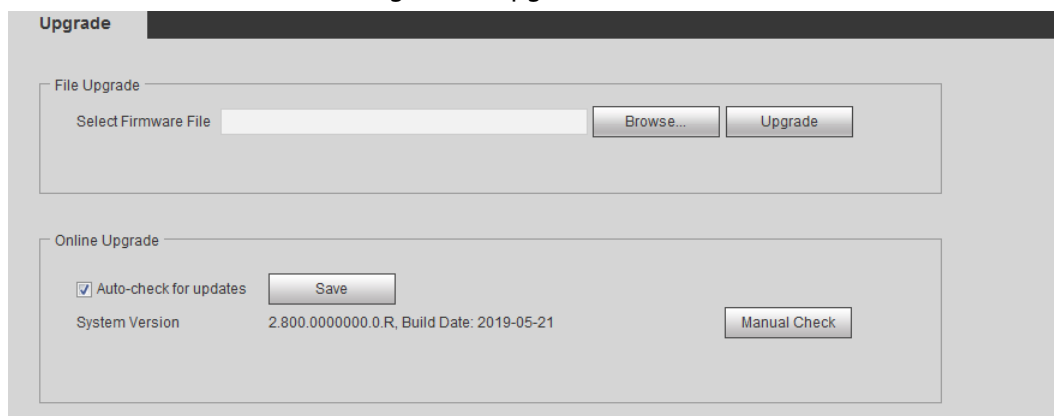 Upgrade
File Upgrade
Select Firmware File Browse... Upgrade
Online Upgrade
Auto-check for updates Save
System Version 2.800.0000000.0.R, Build Date: 2019-05-21 Manual Check